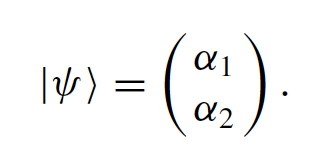 |ψ⟩ = (α₁
α₂).